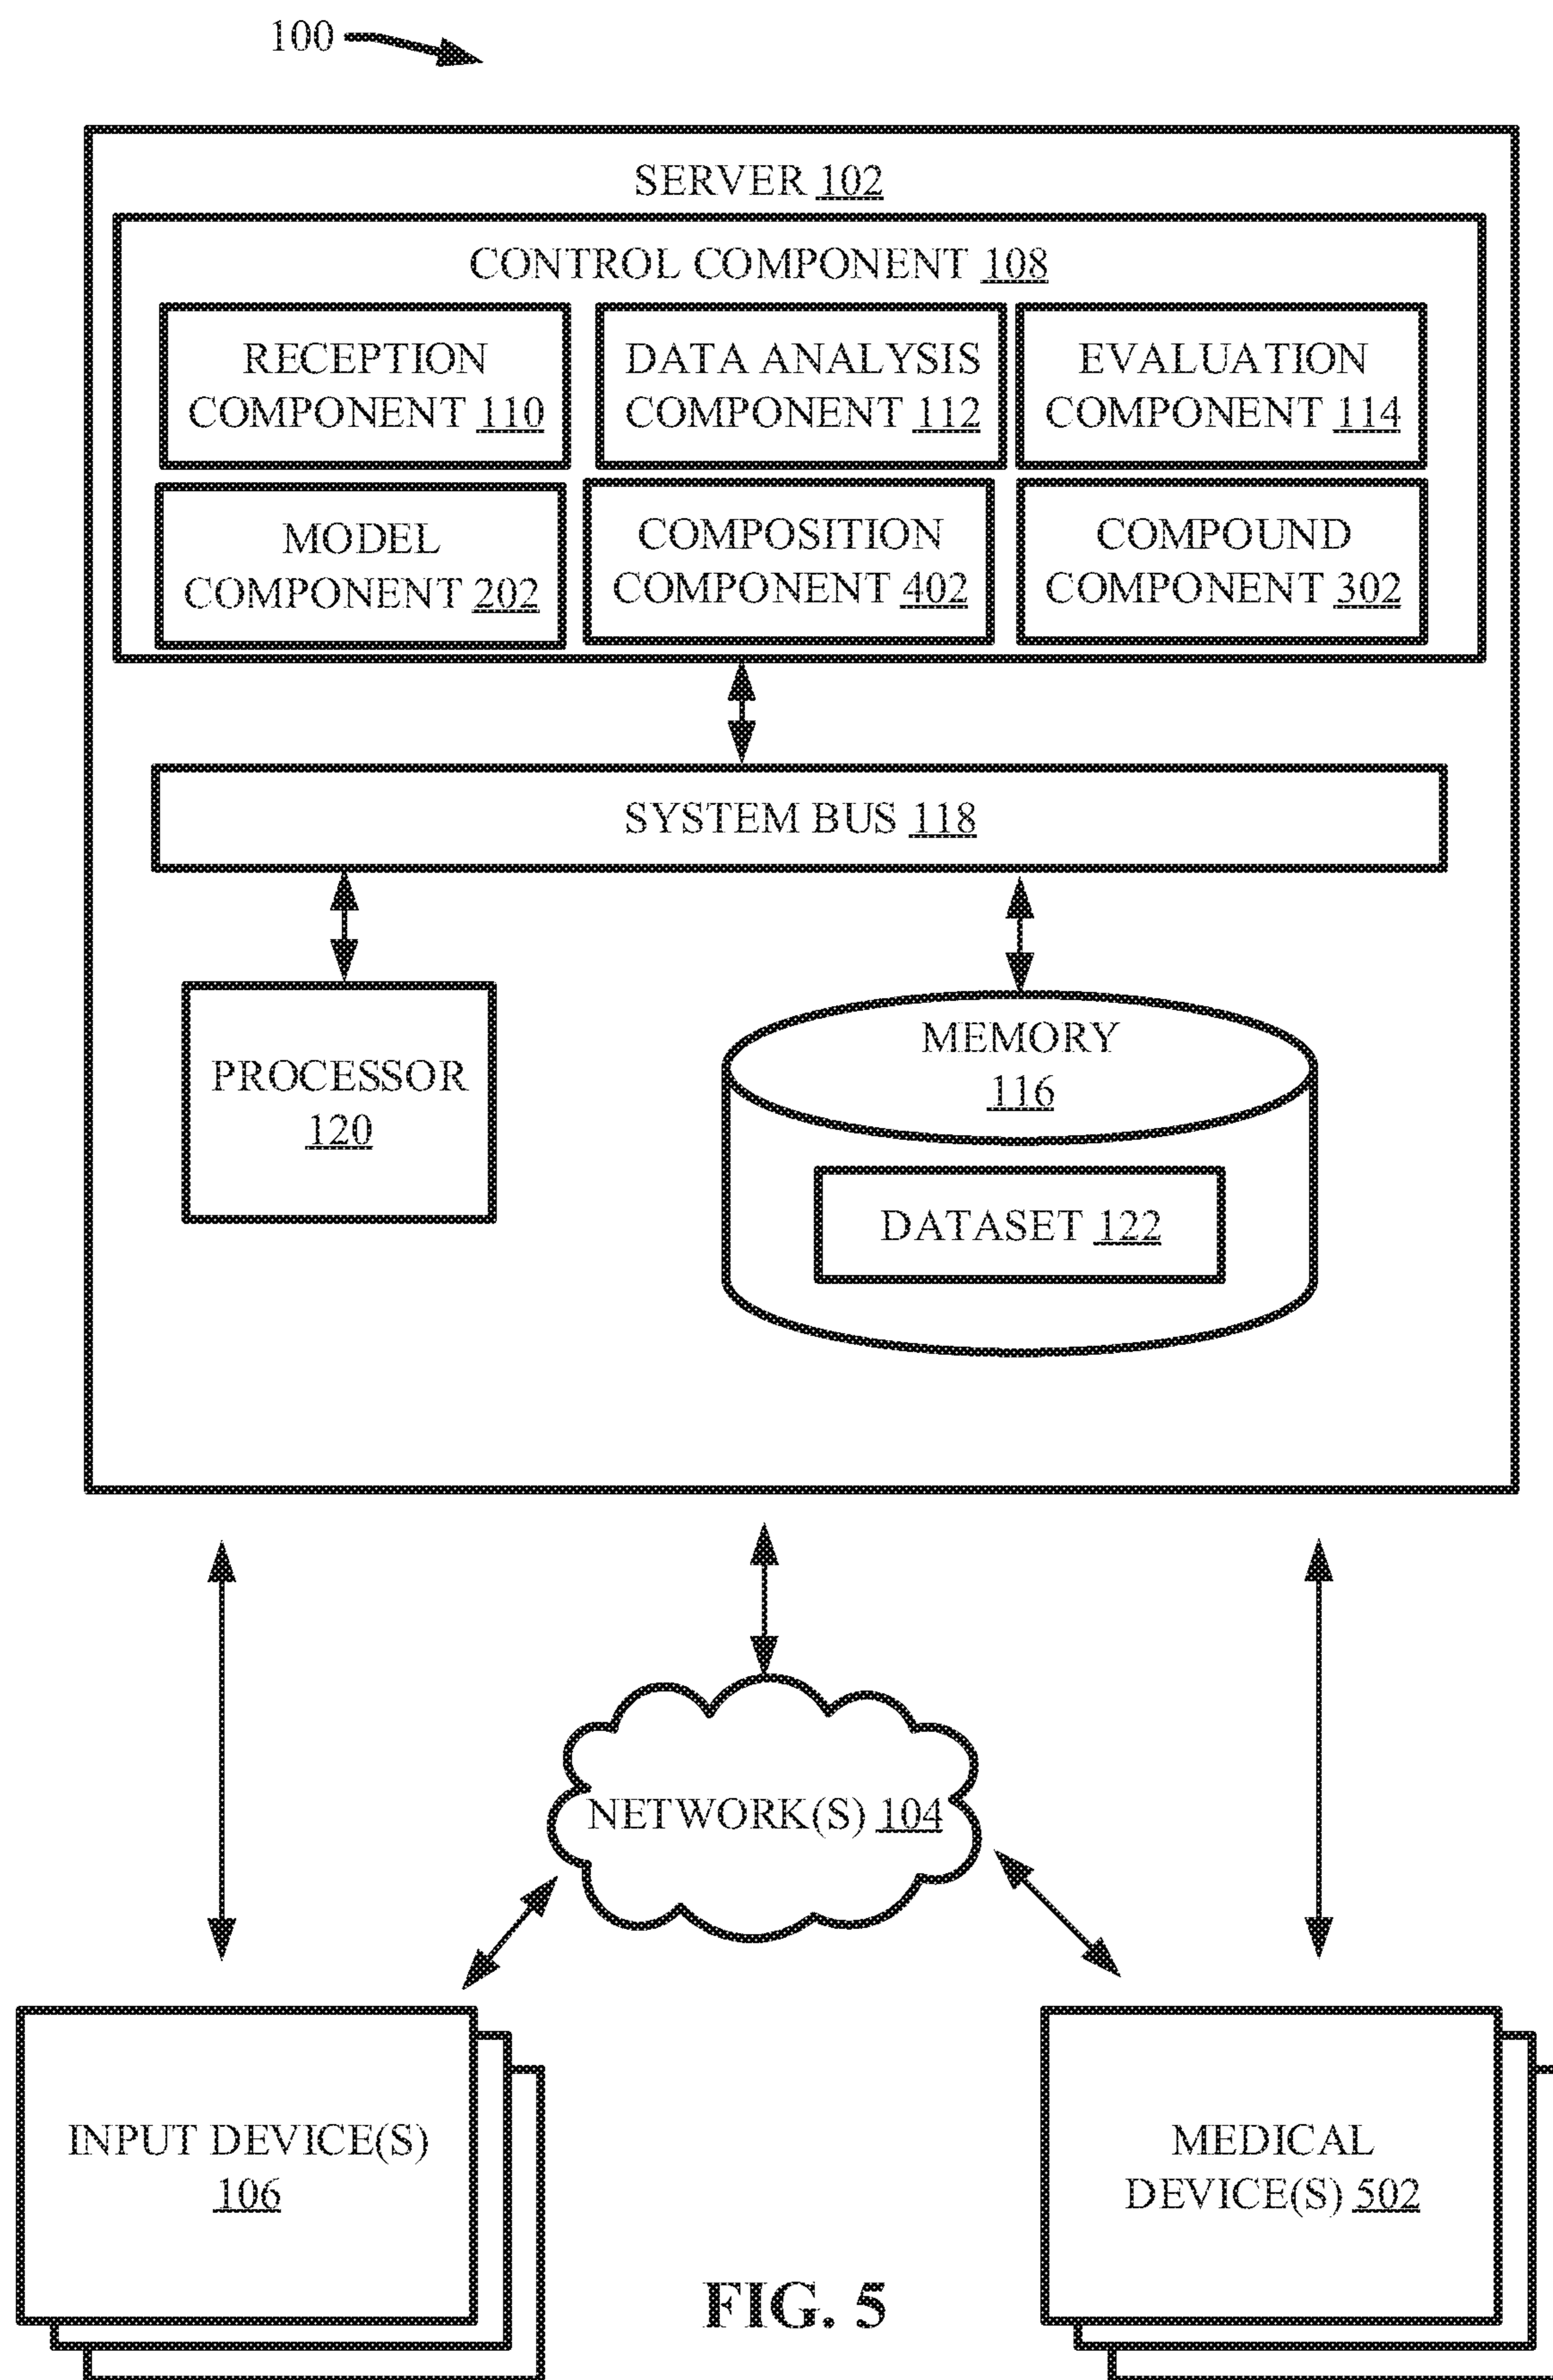 100
SERVER 102
CONTROL COMPONENT 108
RECEPTION
COMPONENT 110
DATA ANALYSIS
COMPONENT 112
EVALUATION
COMPONENT 114
MODEL
COMPONENT 202
COMPOSITION
COMPONENT 402
COMPOUND
COMPONENT 302
SYSTEM BUS 118
PROCESSOR
120
MEMORY
116
DATASET 122
NETWORK(S) 104
INPUT DEVICE(S)
106
MEDICAL
DEVICE(S) 502
FIG. 5